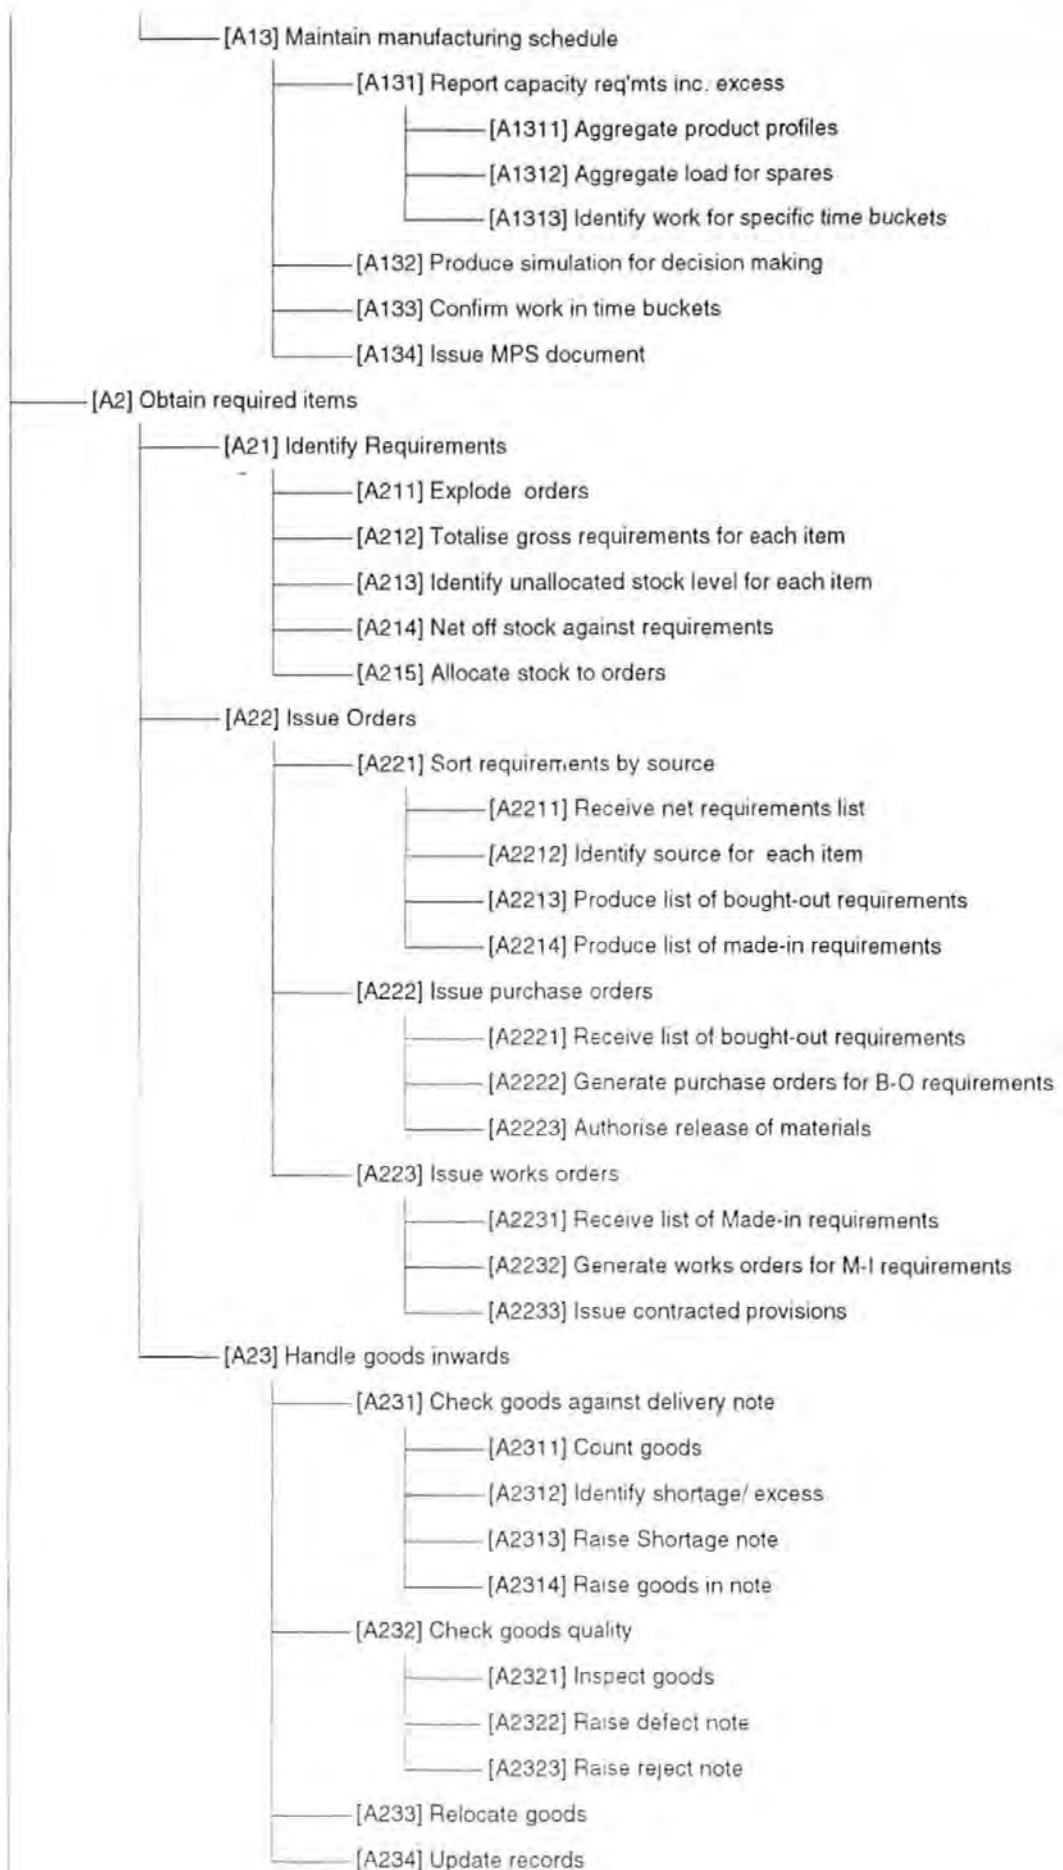 [A13] Maintain manufacturing schedule
[A131] Report capacity req'mts inc. excess
[A1311] Aggregate product profiles
[A1312] Aggregate load for spares
[A1313] Identify work for specific time buckets
[A132] Produce simulation for decision making
[A133] Confirm work in time buckets
[A134] Issue MPS document
[A2] Obtain required items
[A21] Identify Requirements
[A211] Explode orders
[A212] Totalise gross requirements for each item
[A213] Identify unallocated stock level for each item
[A214] Net off stock against requirements
[A215] Allocate stock to orders
[A22] Issue Orders
[A221] Sort requirements by source
[A2211] Receive net requirements list
[A2212] Identify source for each item
[A2213] Produce list of bought-out requirements
[A2214] Produce list of made-in requirements
[A222] Issue purchase orders
[A2221] Receive list of bought-out requirements
[A2222] Generate purchase orders for B-O requirements
[A2223] Authorise release of materials
[A223] Issue works orders
[A2231] Receive list of Made-in requirements
[A2232] Generate works orders for M-I requirements
[A2233] Issue contracted provisions
[A23] Handle goods inwards
[A231] Check goods against delivery note
[A2311] Count goods
[A2312] Identify shortage/ excess
[A2313] Raise Shortage note
[A2314] Raise goods in note
[A232] Check goods quality
[A2321] Inspect goods
[A2322] Raise defect note
[A2323] Raise reject note
[A233] Relocate goods
[A234] Update records